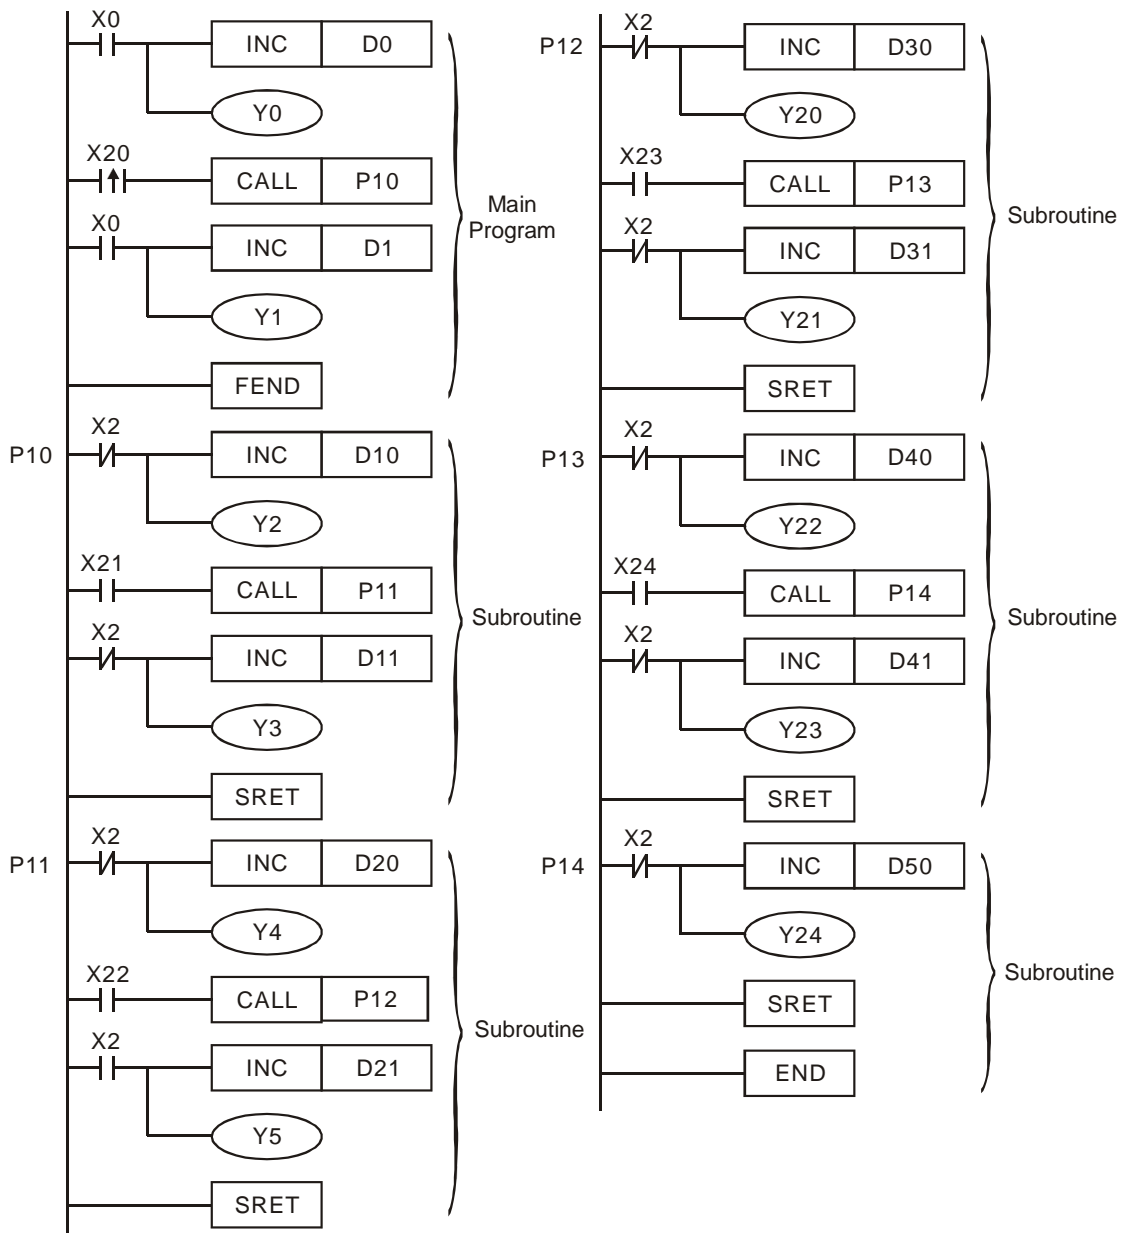 X0
INC D0
Y0
X20
CALL P10
X0
INC D1
Y1
FEND
Main
Program
P10
X2
INC D10
Y2
X21
CALL P11
X2
INC D11
Y3
SRET
Subroutine
P11
X2
INC D20
Y4
X22
CALL P12
X2
INC D21
Y5
SRET
Subroutine
P12
X2
INC D30
Y20
X23
CALL P13
X2
INC D31
Y21
SRET
Subroutine
P13
X2
INC D40
Y22
X24
CALL P14
X2
INC D41
Y23
SRET
Subroutine
P14
X2
INC D50
Y24
SRET
END
Subroutine